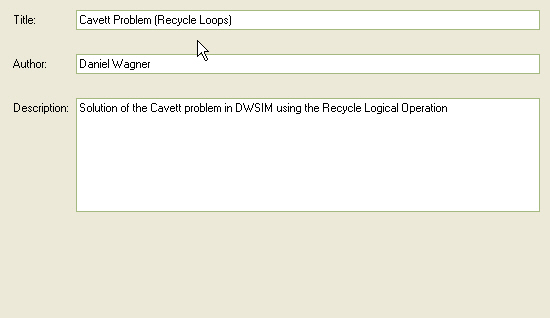 Title: Cavett Problem (Recycle Loops)
Author: Daniel Wagner
Description: Solution of the Cavett problem in DWSIM using the Recycle Logical Operation